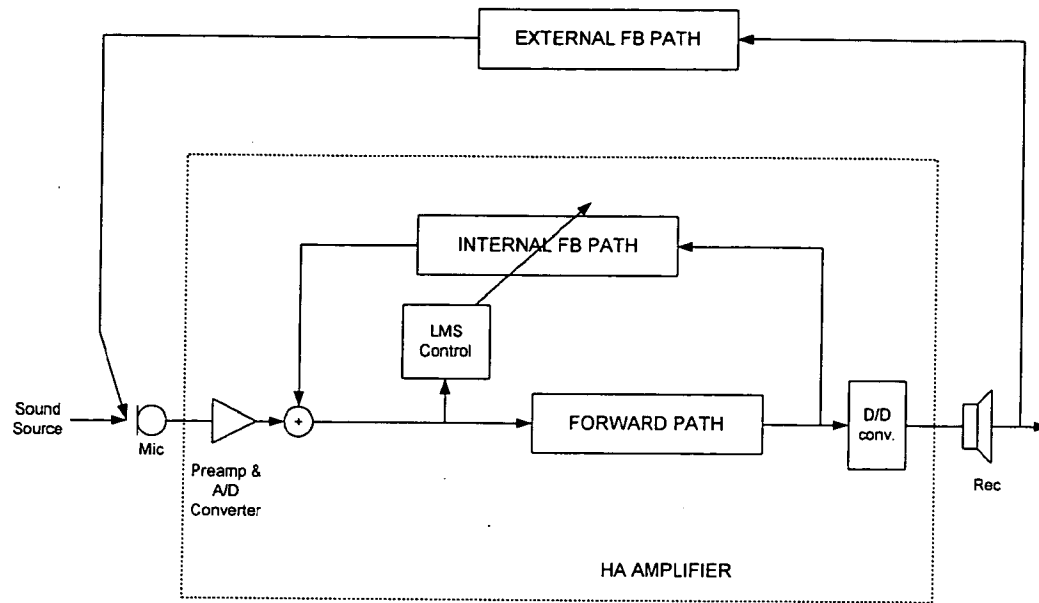 EXTERNAL FB PATH
INTERNAL FB PATH
LMS
Control
Sound
Source
Mic
+
FORWARD PATH
D/D
conv.
Rec
Preamp &
A/D
Converter
HA AMPLIFIER